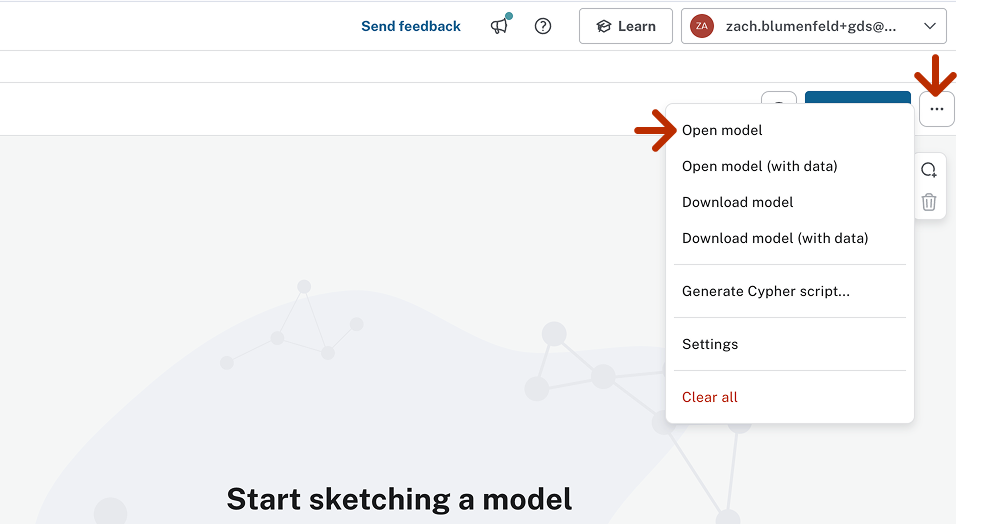 Send feedback
Learn
ZA zach.blumenfeld+gds@...
Open model
Open model (with data)
Download model
Download model (with data)
Generate Cypher script...
Settings
Clear all
Start sketching a model